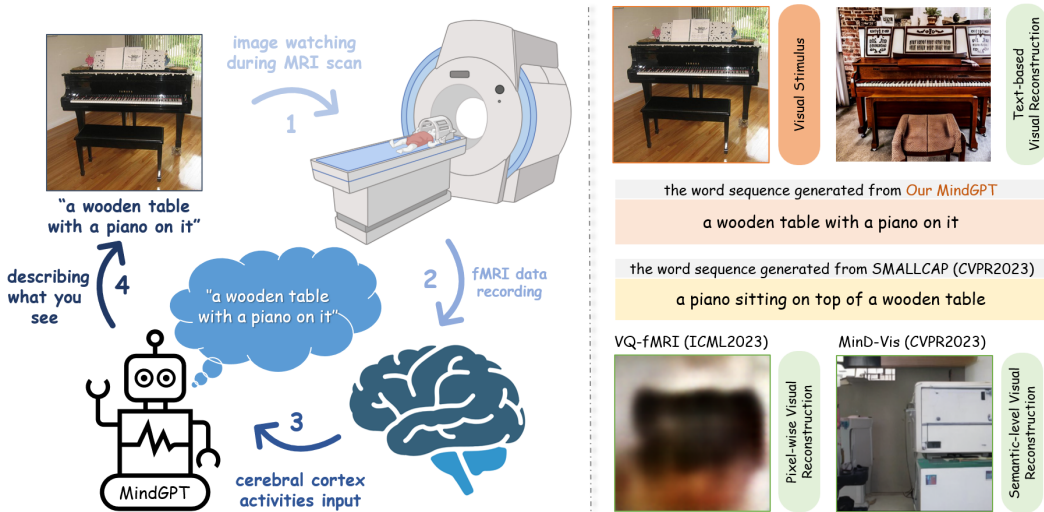 image watching
during MRI scan
1
“a wooden table
with a piano on it”
describing
what you
see
4
2
fMRI data
recording
"a wooden table
with a piano on it"
3
cerebral cortex
activities input
MindGPT
Visual Stimulus
Text-based
Visual Reconstruction
the word sequence generated from Our MindGPT
a wooden table with a piano on it
the word sequence generated from SMALLCAP (CVPR2023)
a piano sitting on top of a wooden table
VQ-fMRI (ICML2023)
Pixel-wise Visual
Reconstruction
MinD-Vis (CVPR2023)
Semantic-level Visual
Reconstruction